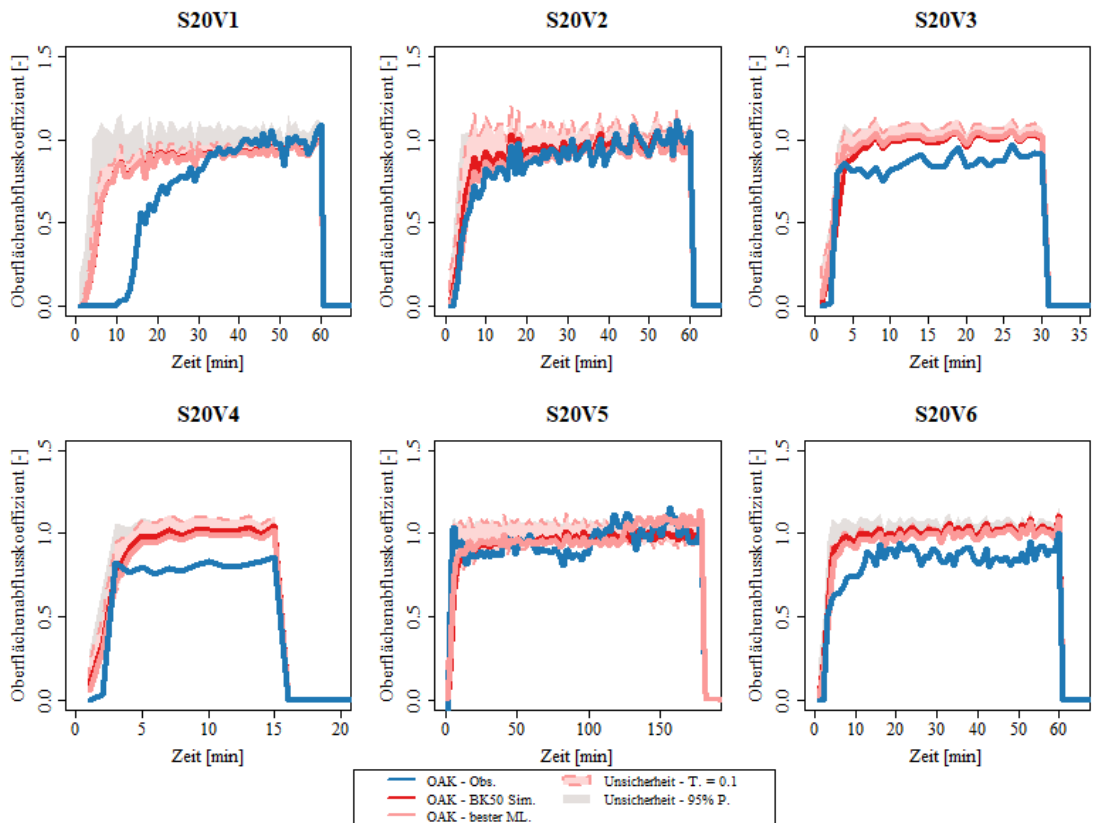 S20V1 S20V2 S20V3
Oberflächenabflusskoeffizient [-]
0.0 0.5 1.0 1.5
0 10 20 30 40 50 60
Zeit [min]
Oberflächenabflusskoeffizient [-]
0.0 0.5 1.0 1.5
0 10 20 30 40 50 60
Zeit [min]
Oberflächenabflusskoeffizient [-]
0.0 0.5 1.0 1.5
0 5 10 15 20 25 30 35
Zeit [min]
S20V4 S20V5 S20V6
Oberflächenabflusskoeffizient [-]
0.0 0.5 1.0 1.5
0 5 10 15 20
Zeit [min]
Oberflächenabflusskoeffizient [-]
0.0 0.5 1.0 1.5
0 50 100 150
Zeit [min]
Oberflächenabflusskoeffizient [-]
0.0 0.5 1.0 1.5
0 10 20 30 40 50 60
Zeit [min]
OAK - Obs.
OAK - BK50 Sim.
OAK - bester ML.
Unsicherheit - T. = 0.1
Unsicherheit - 95% P.